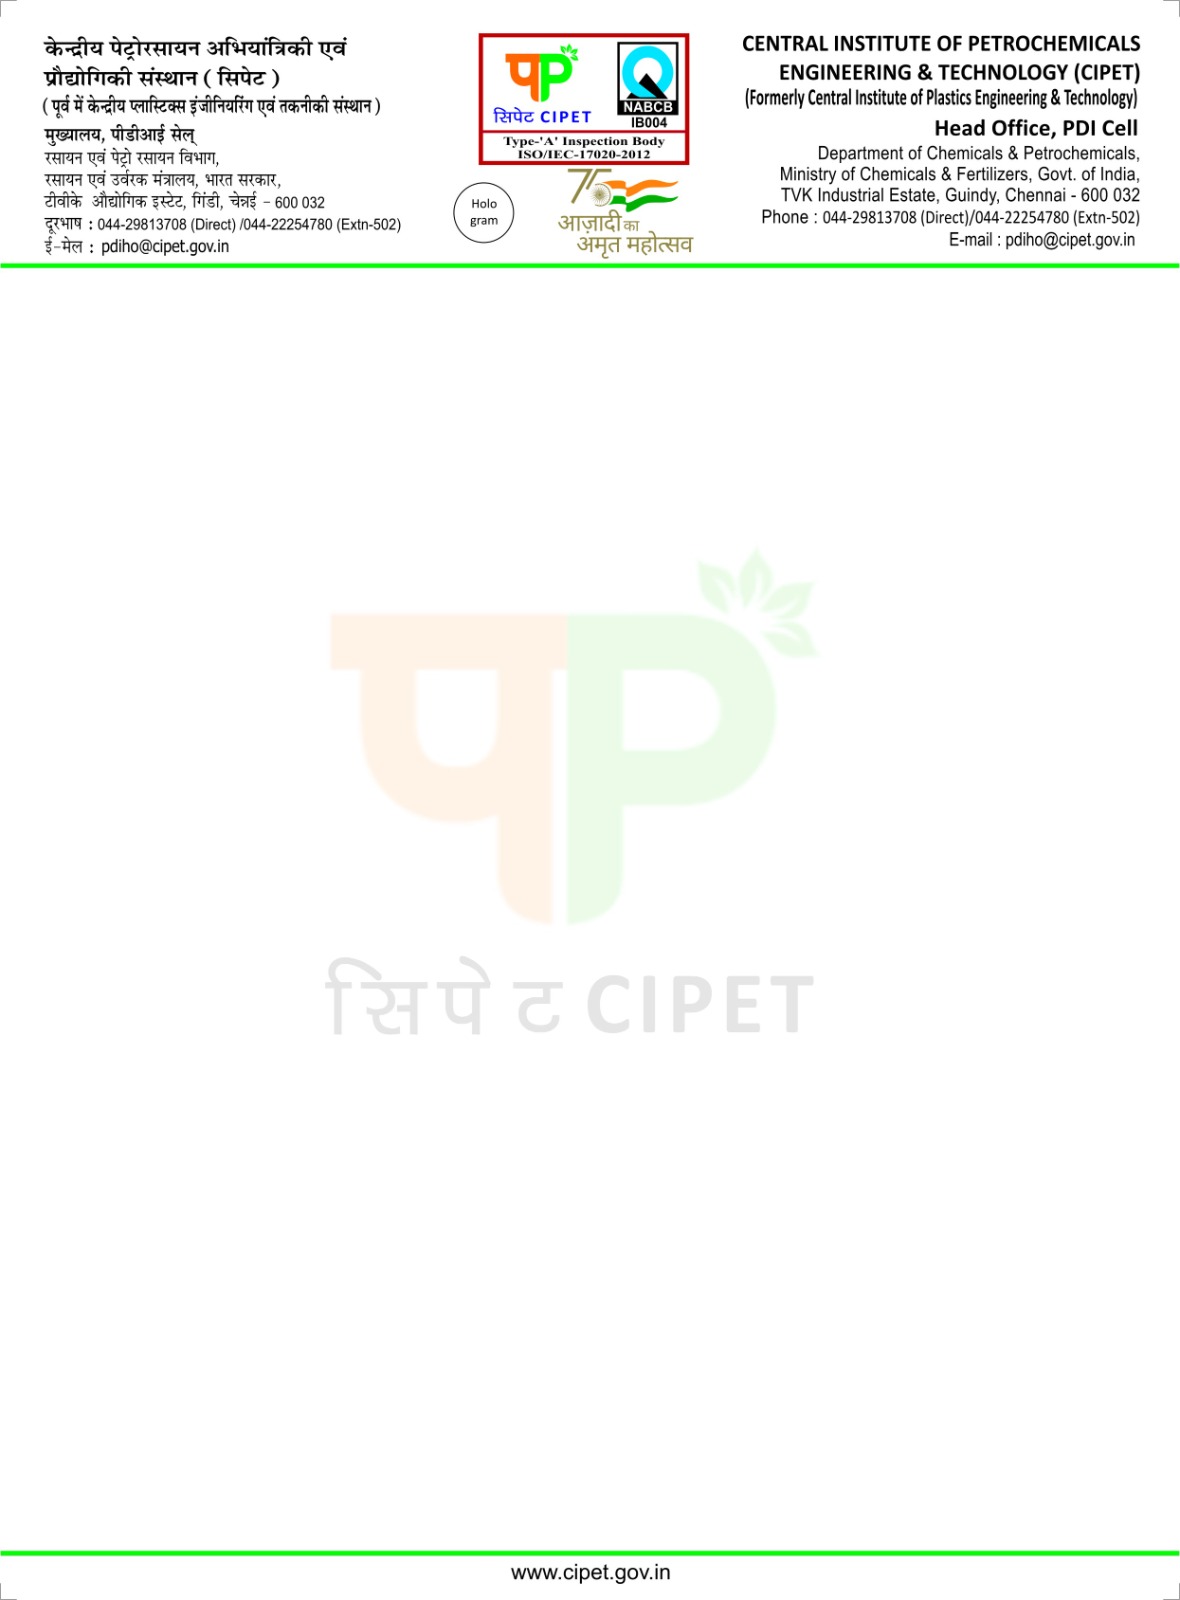 केन्द्रीय पेट्रोरसायन अभियांत्रिकी एवं
प्रौद्योगिकी संस्थान ( सिपेट )
( पूर्व में केन्द्रीय प्लास्टिक्स इंजीनियरिंग एवं तकनीकी संस्थान )
मुख्यालय, पीडीआई सेल्
रसायन एवं पेट्रो रसायन विभाग,
रसायन एवं उर्वरक मंत्रालय, भारत सरकार,
टीवीके औद्योगिक इस्टेट, गिंडी, चेन्नई - 600 032
दूरभाष : 044-29813708 (Direct) /044-22254780 (Extn-502)
ई-मेल : pdiho@cipet.gov.in
पP
सिपेट CIPET
NABCB
IB004
Type-'A' Inspection Body
ISO/IEC-17020-2012
Holo
gram
75
आज़ादी का
अमृत महोत्सव
CENTRAL INSTITUTE OF PETROCHEMICALS
ENGINEERING & TECHNOLOGY (CIPET)
(Formerly Central Institute of Plastics Engineering & Technology)
Head Office, PDI Cell
Department of Chemicals & Petrochemicals,
Ministry of Chemicals & Fertilizers, Govt. of India,
TVK Industrial Estate, Guindy, Chennai - 600 032
Phone : 044-29813708 (Direct)/044-22254780 (Extn-502)
E-mail : pdiho@cipet.gov.in
पP
सिपेट CIPET
www.cipet.gov.in